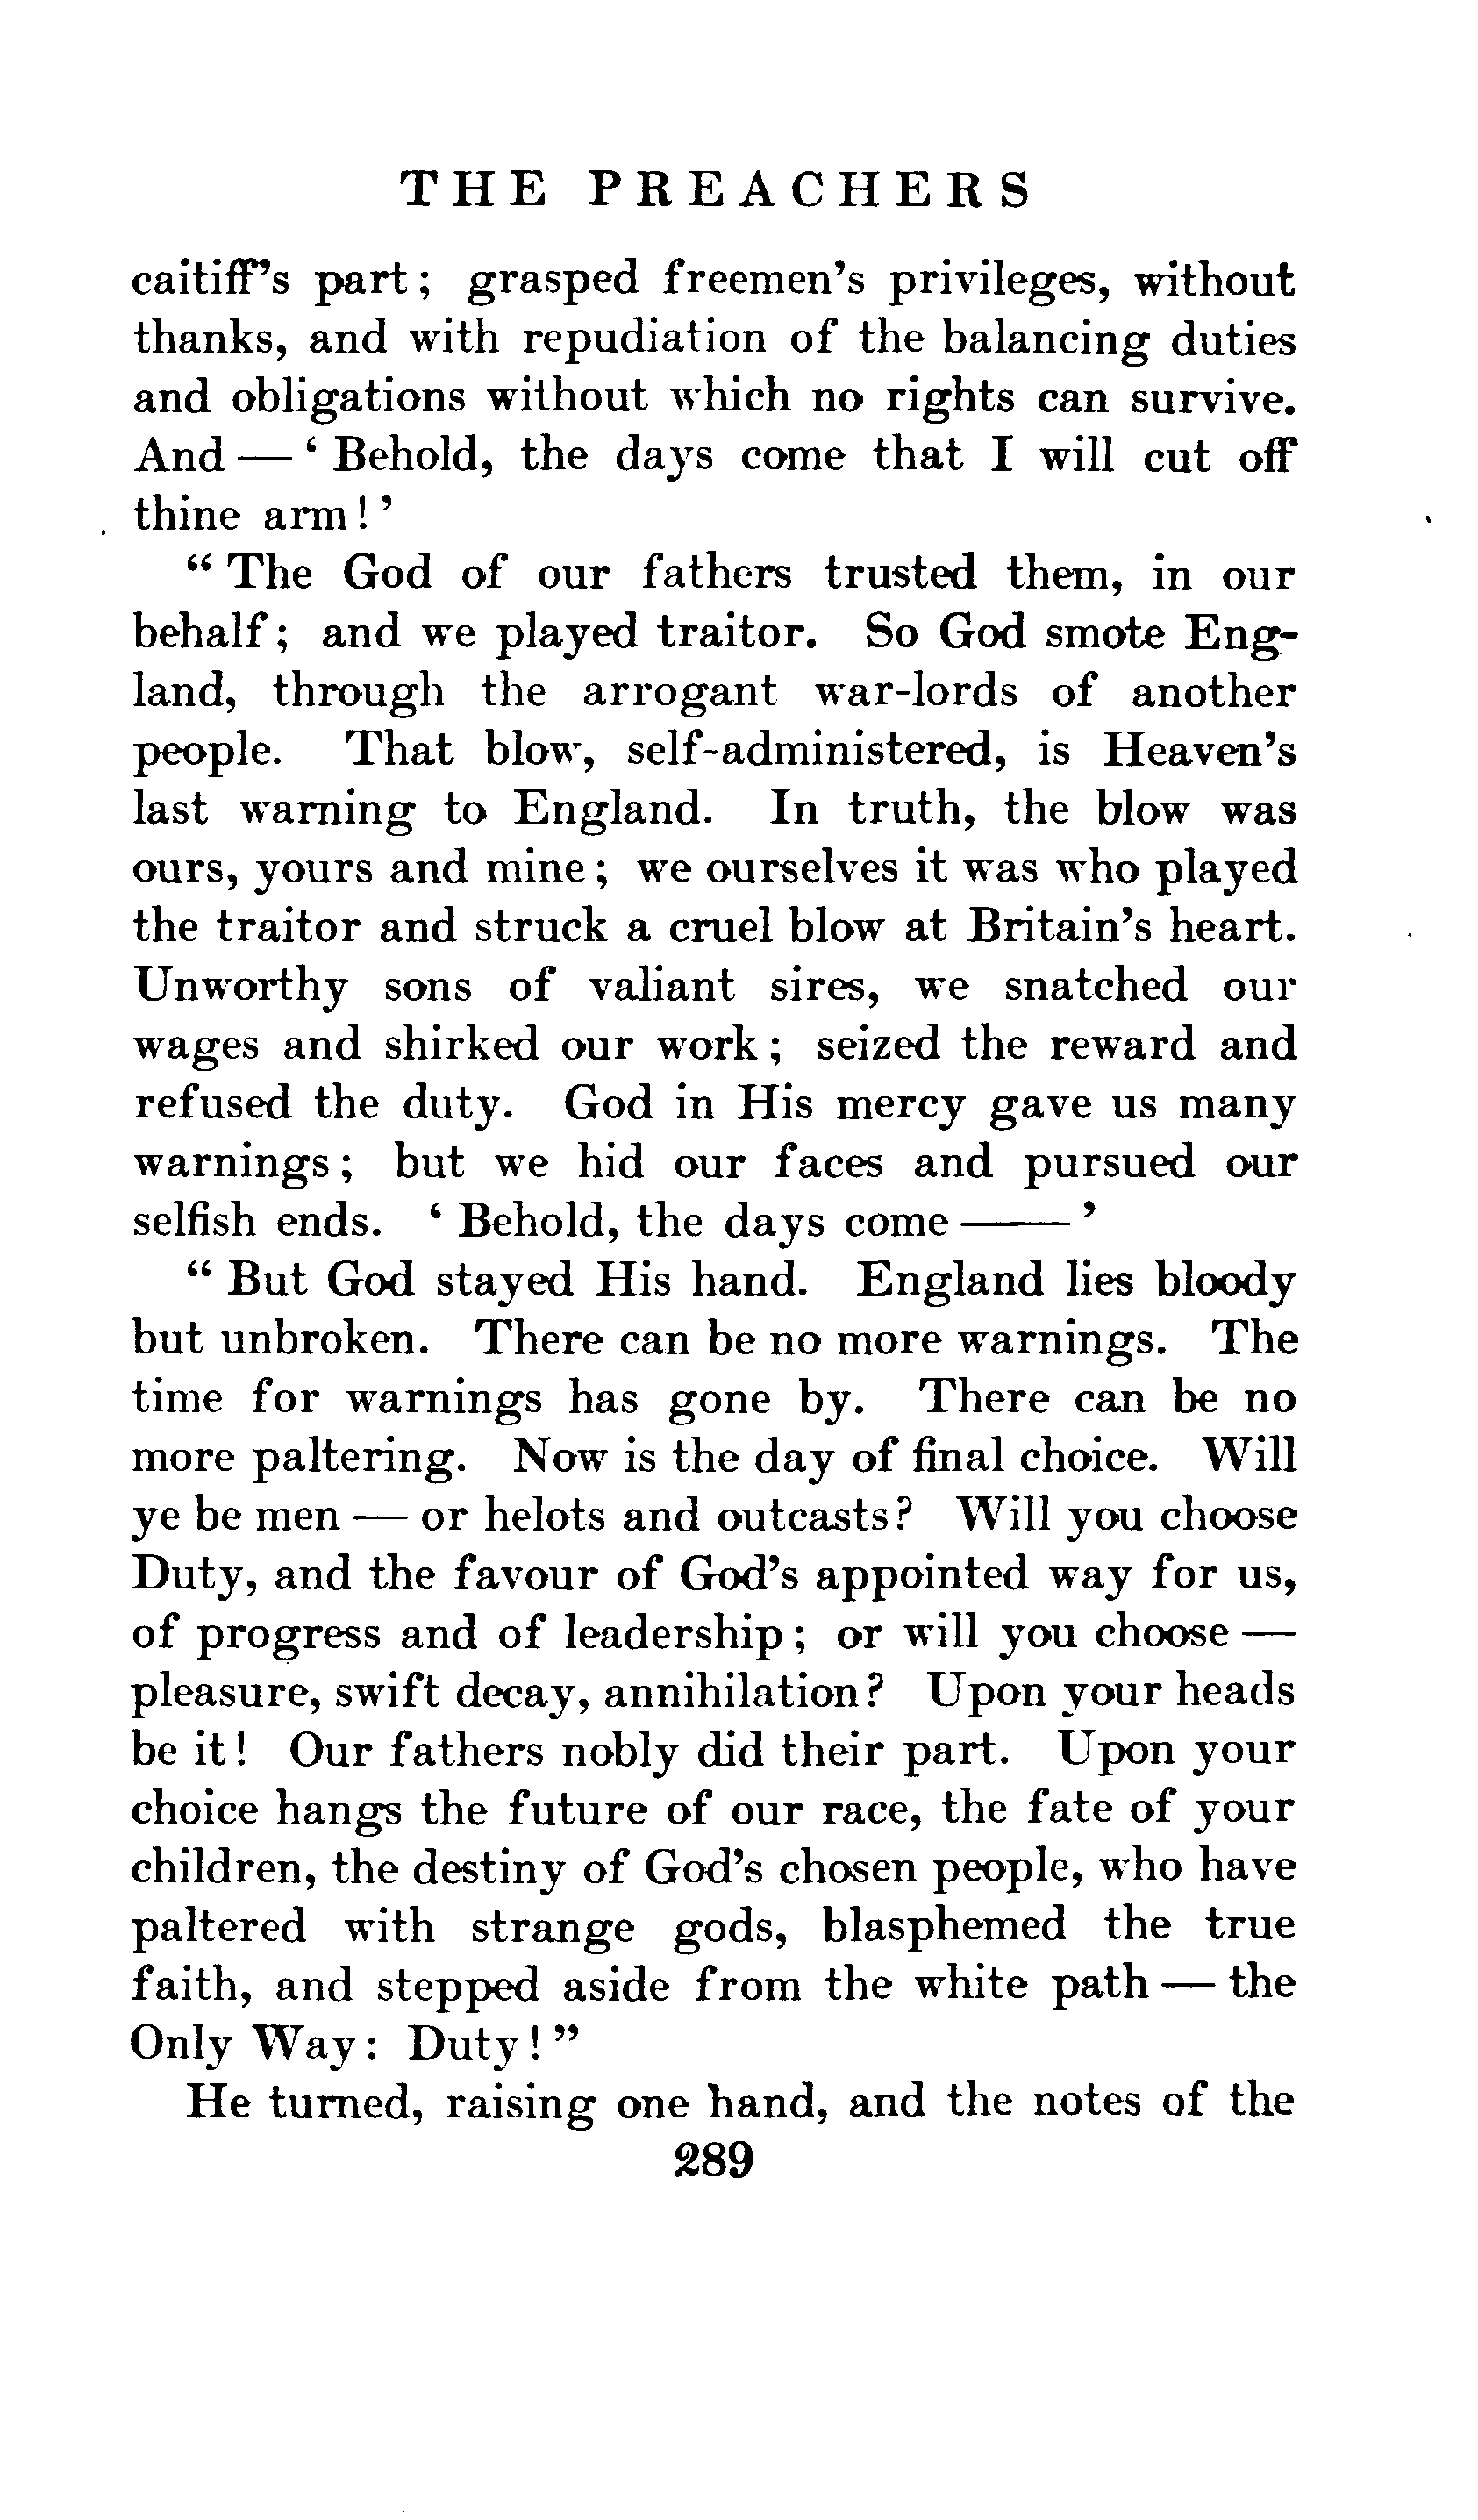 THE PREACHERS
caitiff's part; grasped freemen's privileges, without
thanks, and with repudiation of the balancing duties
and obligations without which no rights can survive.
And — ‘ Behold, the days come that I will cut off
thine arm! ’
“ The God of our fathers trusted them, in our
behalf; and we played traitor. So God smote Eng-
land, through the arrogant war-lords of another
people. That blow, self-administered, is Heaven's
last warning to England. In truth, the blow was
ours, yours and mine; we ourselves it was who played
the traitor and struck a cruel blow at Britain's heart.
Unworthy sons of valiant sires, we snatched our
wages and shirked our work; seized the reward and
refused the duty. God in His mercy gave us many
warnings; but we hid our faces and pursued our
selfish ends. ‘ Behold, the days come —— ’
“ But God stayed His hand. England lies bloody
but unbroken. There can be no more warnings. The
time for warnings has gone by. There can be no
more paltering. Now is the day of final choice. Will
ye be men — or helots and outcasts? Will you choose
Duty, and the favour of God's appointed way for us,
of progress and of leadership; or will you choose —
pleasure, swift decay, annihilation? Upon your heads
be it! Our fathers nobly did their part. Upon your
choice hangs the future of our race, the fate of your
children, the destiny of God's chosen people, who have
paltered with strange gods, blasphemed the true
faith, and stepped aside from the white path — the
Only Way: Duty! ”
He turned, raising one hand, and the notes of the
289